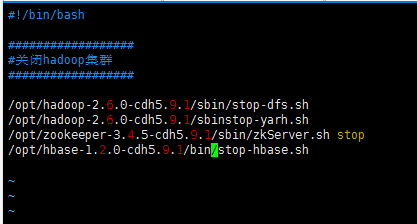 #!/bin/bash
##################
#关闭hadoop集群
##################
/opt/hadoop-2.6.0-cdh5.9.1/sbin/stop-dfs.sh
/opt/hadoop-2.6.0-cdh5.9.1/sbinstop-yarh.sh
/opt/zookeeper-3.4.5-cdh5.9.1/sbin/zkServer.sh stop
/opt/hbase-1.2.0-cdh5.9.1/bin/stop-hbase.sh
~
~
~